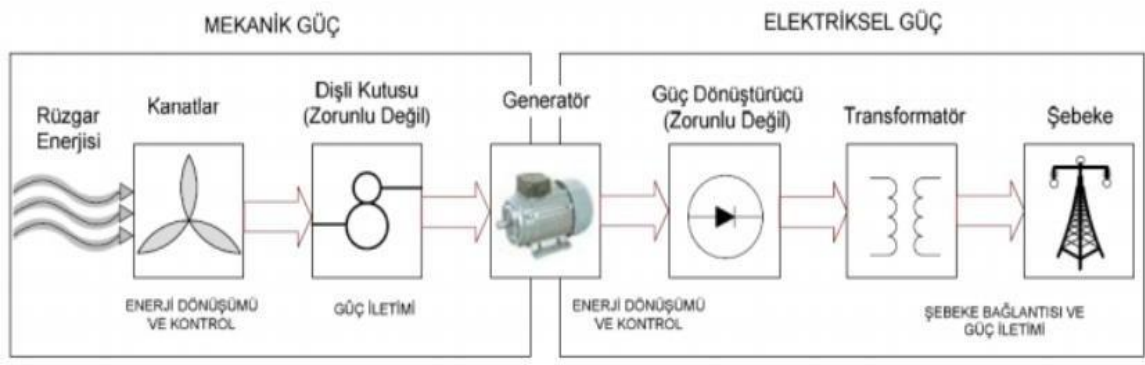 MEKANİK GÜÇ
ELEKTRİKSEL GÜÇ
Rüzgar
Enerjisi
Kanatlar
Dişli Kutusu
(Zorunlu Değil)
Generatör
Güç Dönüştürücü
(Zorunlu Değil)
Transformatör
Şebeke
ENERJİ DÖNÜŞÜMÜ
VE KONTROL
GÜÇ İLETİMİ
ENERJİ DÖNÜŞÜMÜ
VE KONTROL
ŞEBEKE BAĞLANTISI VE
GÜÇ İLETİMİ